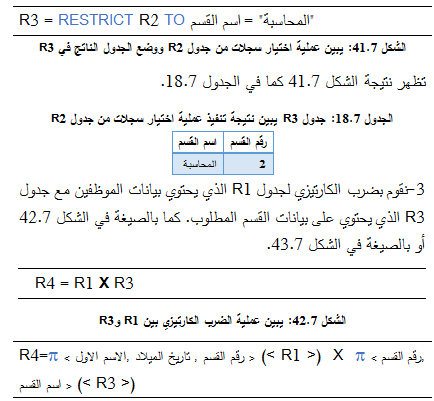 R3 = RESTRICT R2 TO اسم القسم = "المحاسبة"
الشكل 41.7: يبين عملية اختيار سجلات من جدول R2 ووضع الجدول الناتج في R3
تظهر نتيجة الشكل 41.7 كما في الجدول 18.7.
الجدول 18.7: جدول R3 يبين نتيجة تنفيذ عملية اختيار سجلات من جدول R2
رقم القسم اسم القسم
2 المحاسبة
3-نقوم بضرب الكارتيزي لجدول R1 الذي يحتوي بيانات الموظفين مع جدول
R3 الذي يحتوي على بيانات القسم المطلوب. كما بالصيغة في الشكل 42.7
أو بالصيغة في الشكل 43.7.
R4 = R1 X R3
الشكل 42.7: يبين عملية الضرب الكارتيزي بين R1 وR3
R4=π < رقم القسم , تاريخ الميلاد ,الاسم الاول > (< R1 >) X π < رقم القسم,
اسم القسم > (< R3 >)